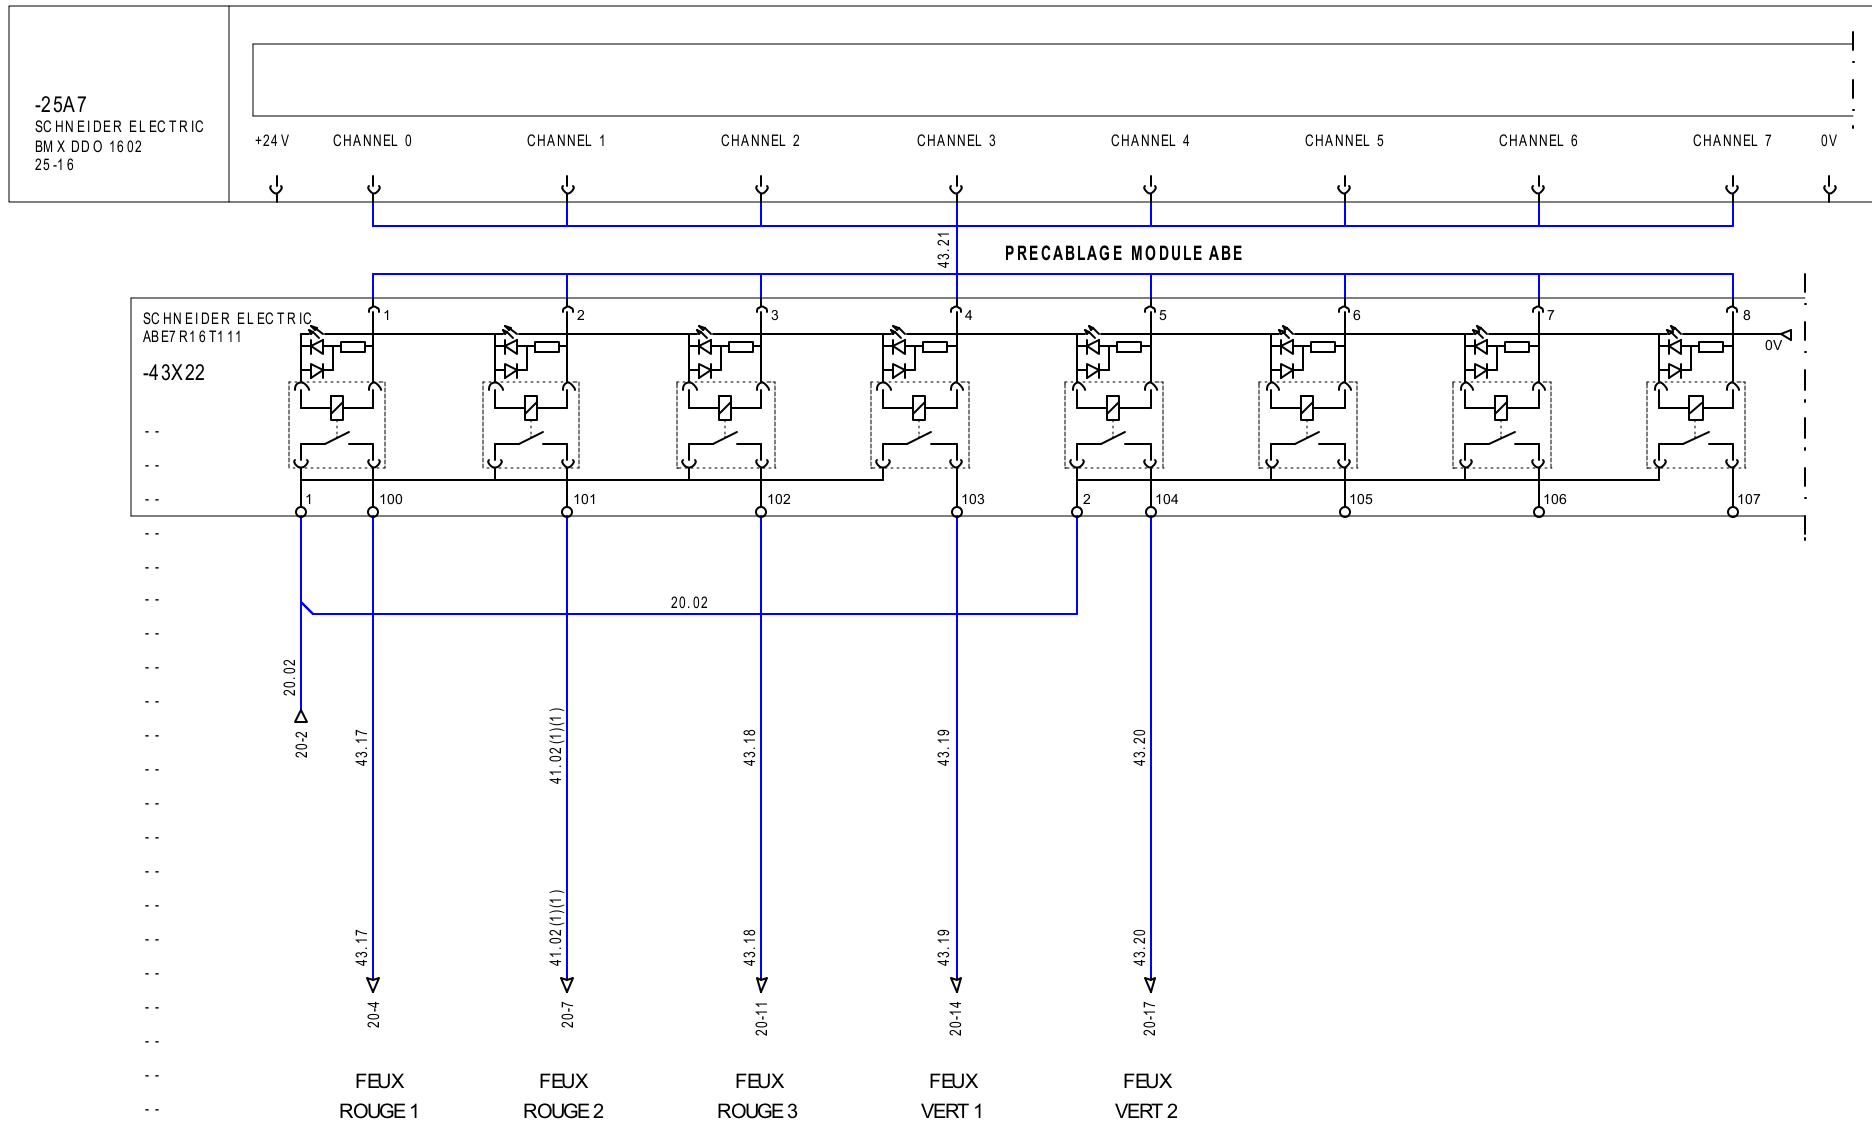 -25A7
SCHNEIDER ELECTRIC
BMX DDO 1602
25-16
+24V CHANNEL 0 CHANNEL 1 CHANNEL 2 CHANNEL 3 CHANNEL 4 CHANNEL 5 CHANNEL 6 CHANNEL 7 0V
43.21
PRECABLAGE MODULE ABE
SCHNEIDER ELECTRIC
ABE7R16T111
-43X22
1 2 3 4 5 6 7 8
0V
1 100 101 102 103 2 104 105 106 107
20.02
20.02
20-2
43.17 41.02(1)(1) 43.18 43.19 43.20
43.17 41.02(1)(1) 43.18 43.19 43.20
20-4 20-7 20-11 20-14 20-17
FEUX FEUX FEUX FEUX FEUX
ROUGE 1 ROUGE 2 ROUGE 3 VERT 1 VERT 2